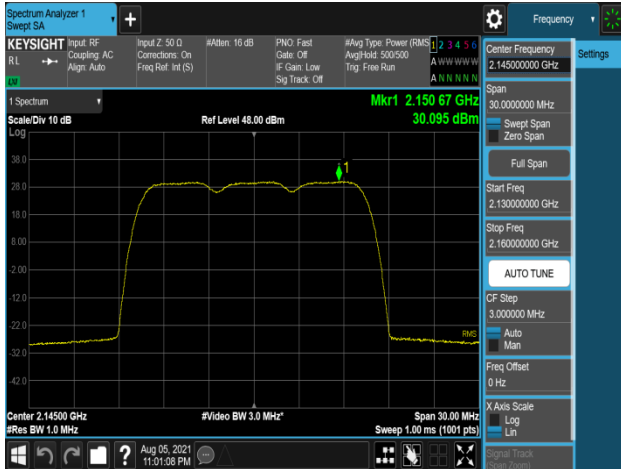 Spectrum Analyzer 1
Swept SA
Frequency
KEYSIGHT
RL
Input: RF
Coupling: AC
Align: Auto
Input Z: 50 Ω
Corrections: On
Freq Ref: Int (S)
#Atten: 16 dB
PNO: Fast
Gate: Off
IF Gain: Low
Sig Track: Off
#Avg Type: Power (RMS
Avg|Hold: 500/500
Trig: Free Run
1 2 3 4 5 6
A W W W W W
A N N N N N
LU
1 Spectrum
Scale/Div 10 dB
Log
Ref Level 48.00 dBm
Mkr1 2.150 67 GHz
30.095 dBm
1
38.0
28.0
18.0
8.00
-2.00
-12.0
-22.0
RMS
-32.0
-42.0
Center 2.14500 GHz
#Res BW 1.0 MHz
#Video BW 3.0 MHz*
Span 30.00 MHz
Sweep 1.00 ms (1001 pts)
?
Aug 05, 2021
11:01:08 PM
Center Frequency
2.145000000 GHz
Settings
Span
30.0000000 MHz
Swept Span
Zero Span
Full Span
Start Freq
2.130000000 GHz
Stop Freq
2.160000000 GHz
AUTO TUNE
CF Step
3.000000 MHz
Auto
Man
Freq Offset
0 Hz
X Axis Scale
Log
Lin
Signal Track
(Span Zoom)